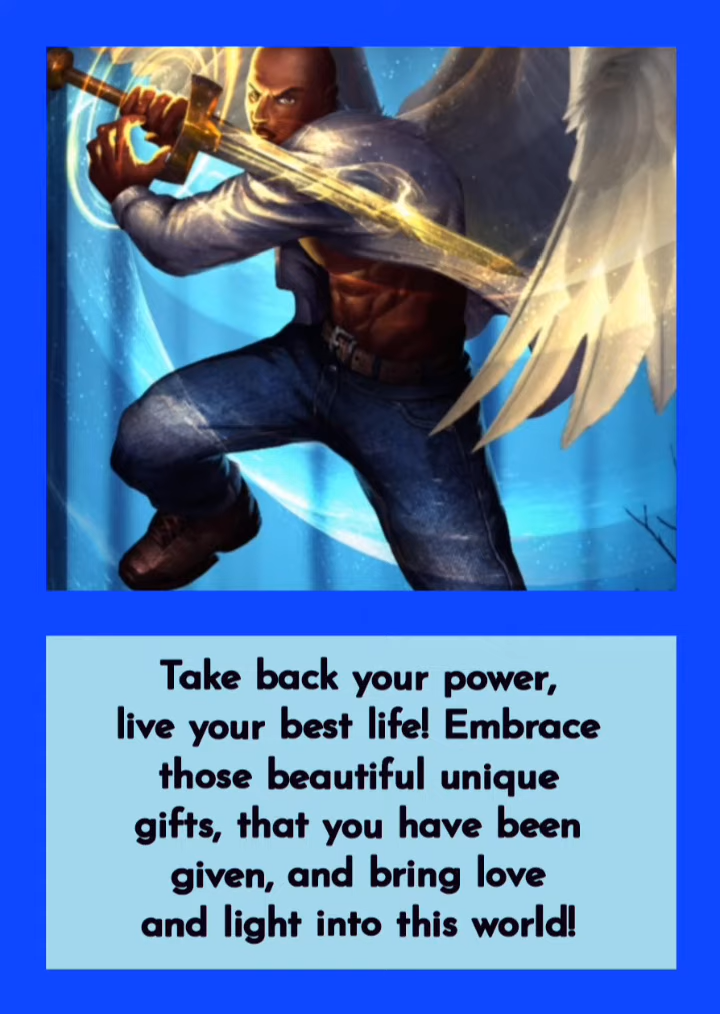 Take back your power,
live your best life! Embrace
those beautiful unique
gifts, that you have been
given, and bring love
and light into this world!